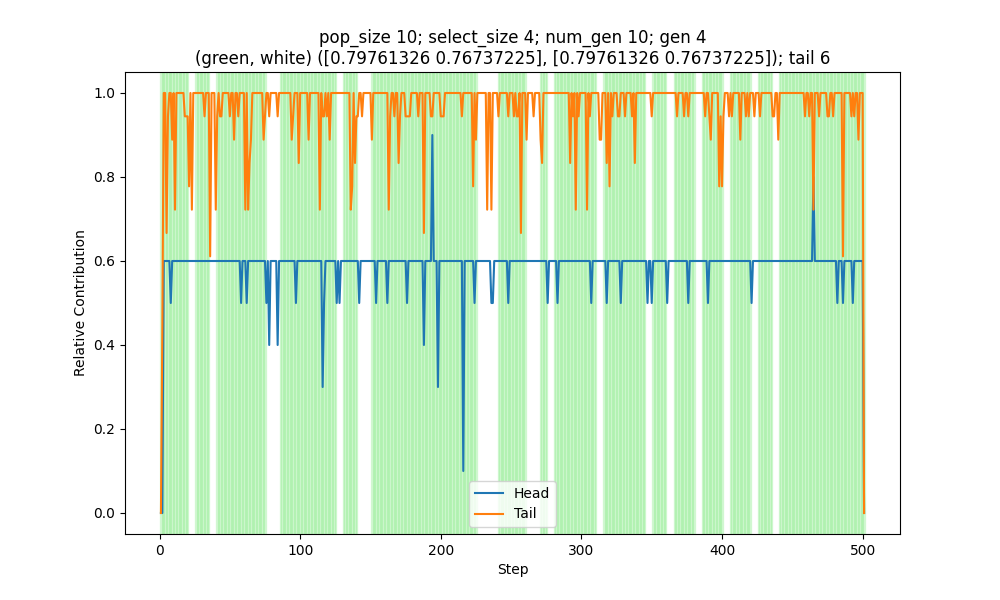 pop_size 10; select_size 4; num_gen 10; gen 4
(green, white) ([0.79761326 0.76737225], [0.79761326 0.76737225]); tail 6
1.0
0.8
0.6
0.4
0.2
0.0
Relative Contribution
Head
Tail
0 100 200 300 400 500
Step